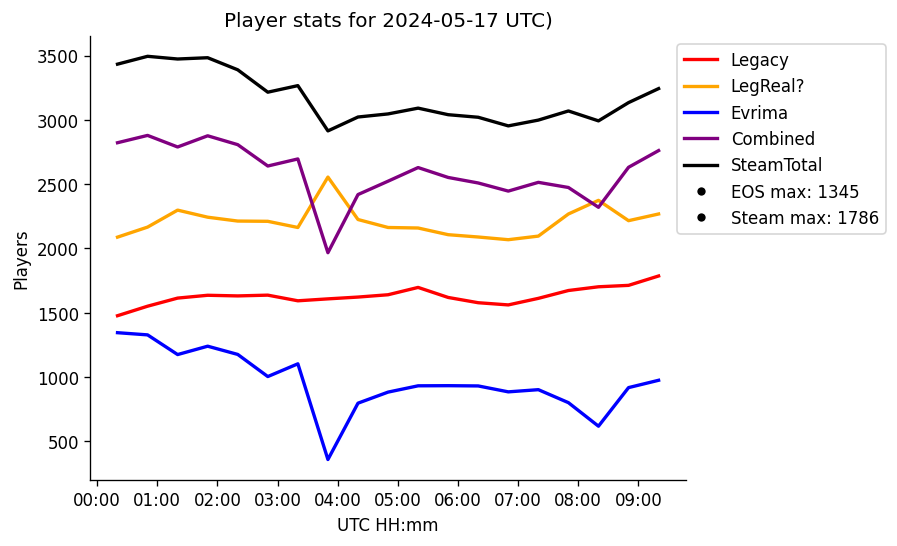 Player stats for 2024-05-17 UTC)
3500
3000
2500
2000
1500
1000
500
Players
00:00 01:00 02:00 03:00 04:00 05:00 06:00 07:00 08:00 09:00
UTC HH:mm
Legacy
LegReal?
Evrima
Combined
SteamTotal
EOS max: 1345
Steam max: 1786